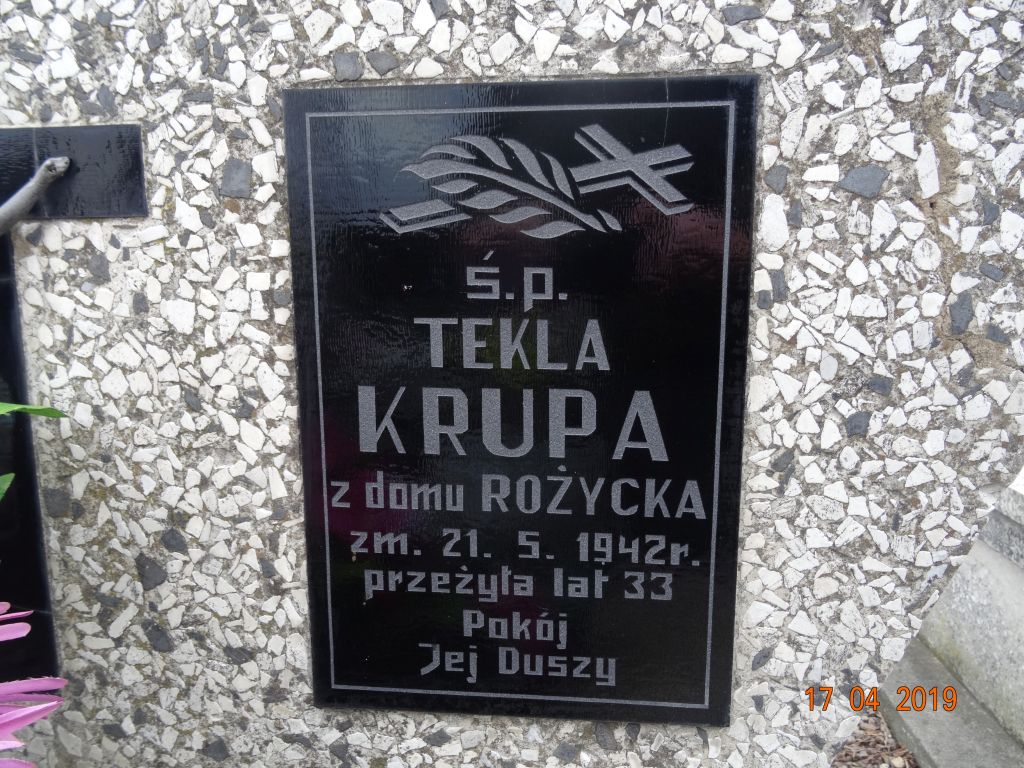 ś.p.
TEKLA
KRUPA
z domu ROŻYCKA
zm. 21. 5. 1942r.
przeżyła lat 33
Pokój
Jej Duszy
17 04 2019